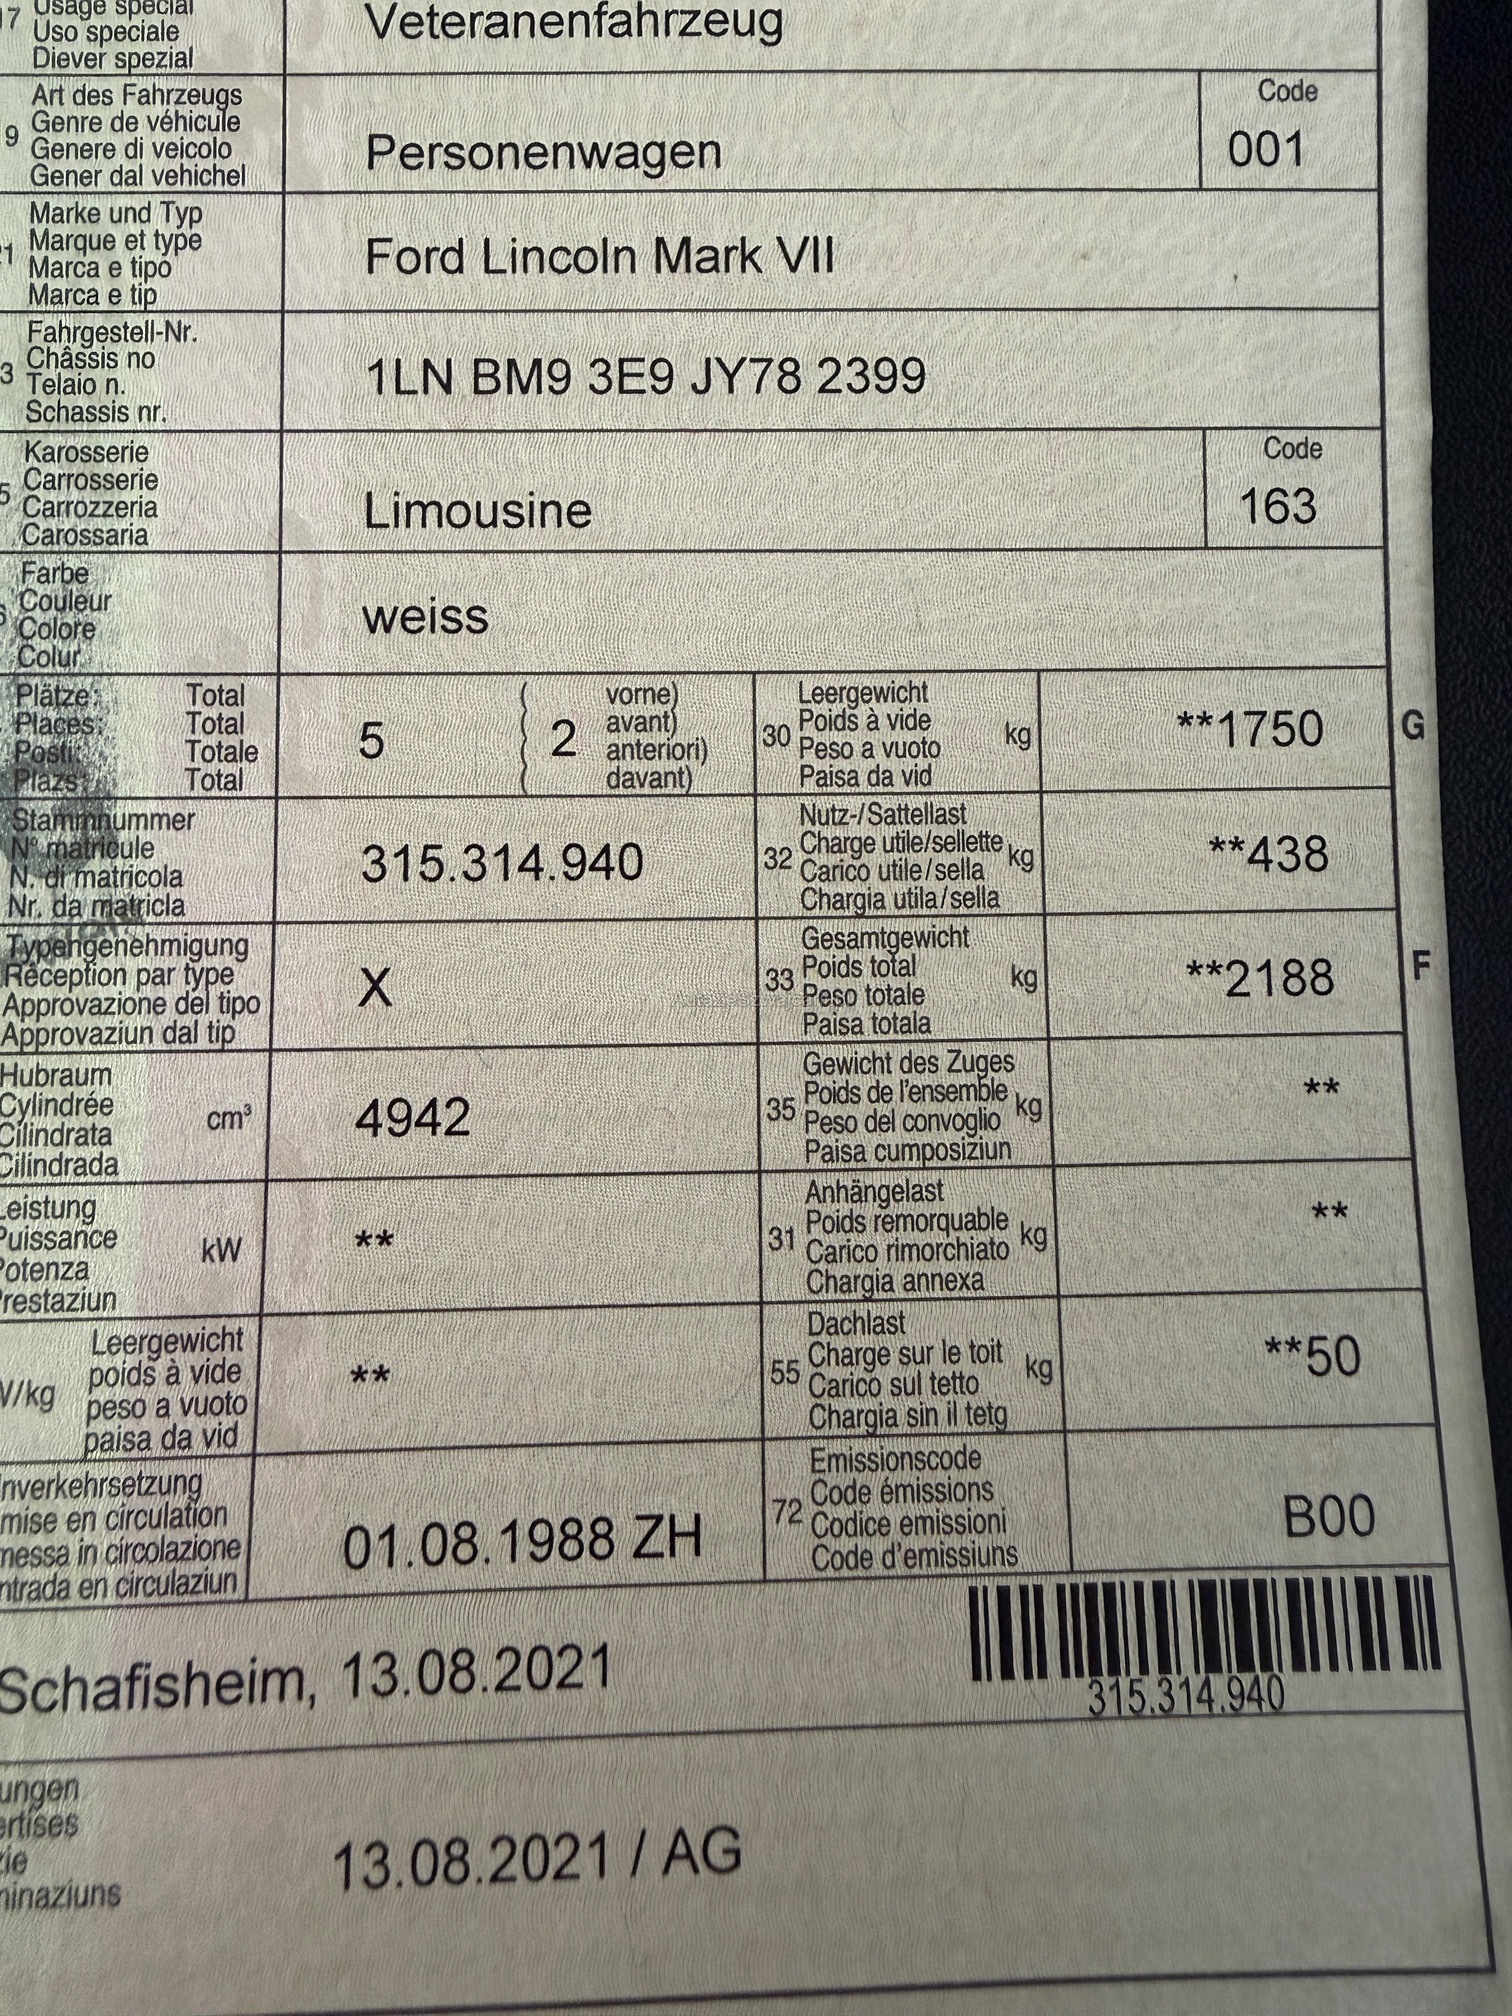 17 Usage spécial
Uso speciale
Diever spezial
Veteranenfahrzeug
Art des Fahrzeugs
9 Genre de véhicule
Genere di veicolo
Gener dal vehichel
Personenwagen
Code
001
Marke und Typ
21 Marque et type
Marca e tipo
Marca e tip
Ford Lincoln Mark VII
Fahrgestell-Nr.
3 Châssis no
Telaio n.
Schassis nr.
1LN BM9 3E9 JY78 2399
Karosserie
5 Carrosserie
Carrozzeria
Carossaria
Limousine
Code
163
Farbe
Couleur
Colore
Colur
weiss
Plätze: Total
Places: Total
Posti: Totale
Plazs: Total
5 ( 2 vorne)
avant)
anteriori)
davant)
Leergewicht
30 Poids à vide kg
Peso a vuoto
Paisa da vid
**1750 G
Stammnummer
N° matricule
N. di matricola
Nr. da matricla
315.314.940
Nutz-/Sattellast
32 Charge utile/sellette kg
Carico utile/sella
Chargia utila/sella
**438
Typengenehmigung
Réception par type
Approvazione del tipo
Approvaziun dal tip
X
Gesamtgewicht
33 Poids total kg
Peso totale
Paisa totala
**2188 F
Hubraum
Cylindrée cm³
Cilindrata
Cilindrada
4942
Gewicht des Zuges
35 Poids de l'ensemble kg
Peso del convoglio
Paisa cumposiziun
**
Leistung
Puissance kW
Potenza
Prestaziun
**
Anhängelast
31 Poids remorquable kg
Carico rimorchiato
Chargia annexa
**
Leergewicht
/kg poids à vide
peso a vuoto
paisa da vid
**
Dachlast
55 Charge sur le toit kg
Carico sul tetto
Chargia sin il tetg
**50
nverkehrsetzung
mise en circulation
messa in circolazione
ntrada en circulaziun
01.08.1988 ZH
Emissionscode
72 Code émissions
Codice emissioni
Code d'emissiuns
B00
Schafisheim, 13.08.2021
315.314.940
ungen
ertises
zie
minaziuns
13.08.2021 / AG